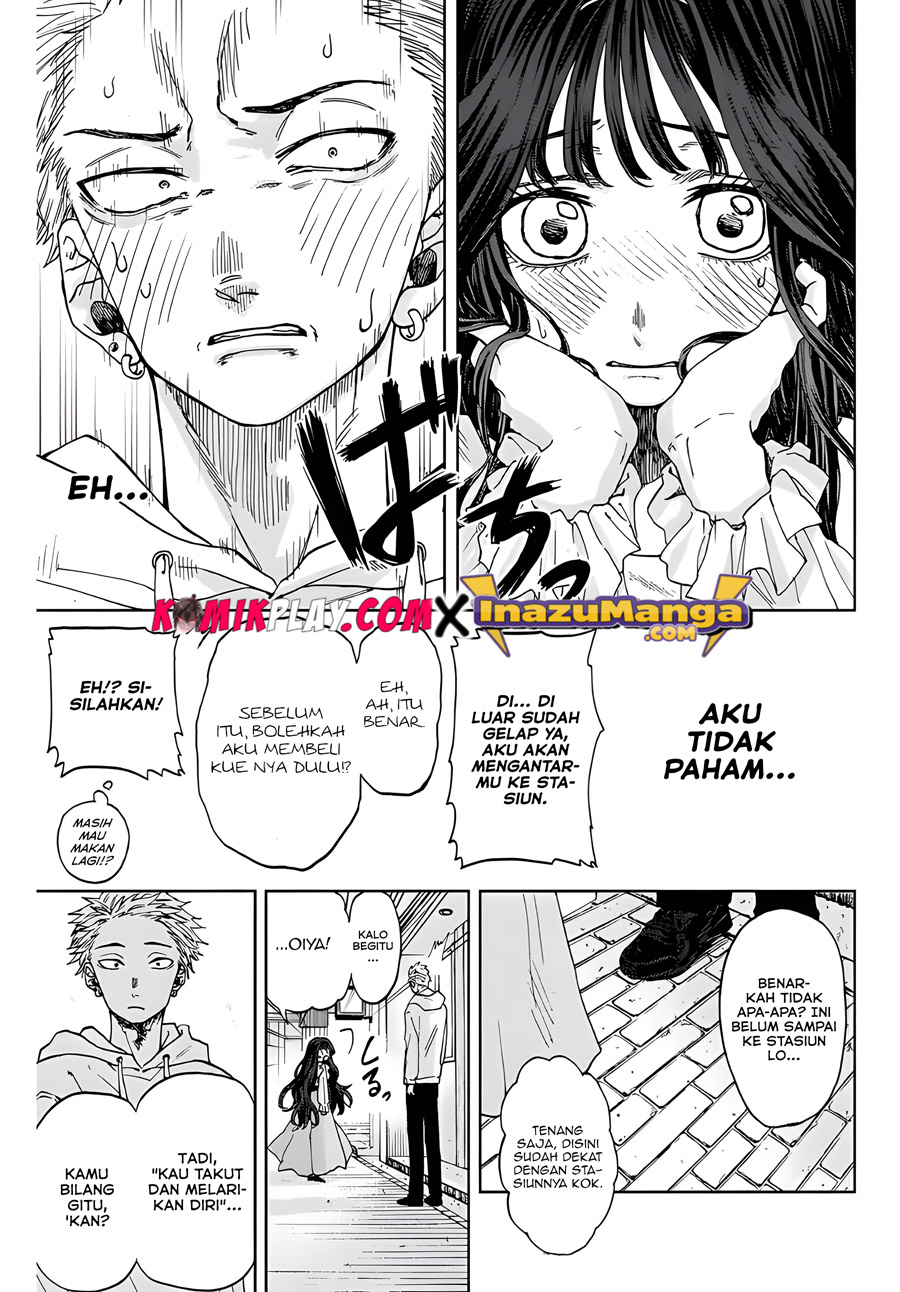 ばちっ
EH...
KOMIKPLAY.COM X INAZUMANGA
.COM
AKU
TIDAK
PAHAM...
DI... DI
LUAR SUDAH
GELAP YA,
AKU AKAN
MENGANTAR-
MU KE STA-
SIUN.
EH,
AH, ITU
BENAR.
SEBELUM
ITU, BOLEHKAH
AKU MEMBELI
KUE NYA DULU!?
EH!? SI-
SILAHKAN!
MASIH
MAU
MAKAN
LAGI!?
BENAR-
KAH TIDAK
APA-APA? INI
BELUM SAMPAI
KE STASIUN
LO...
TENANG
SAJA, DISINI
SUDAH DEKAT
DENGAN STA-
SIUNNYA KOK.
KALO
BEGITU
...
...OIYA!
くるっ
TADI,
"KAU TAKUT
DAN MELARI-
KAN DIRI"...
KAMU
BILANG
GITU,
'KAN?